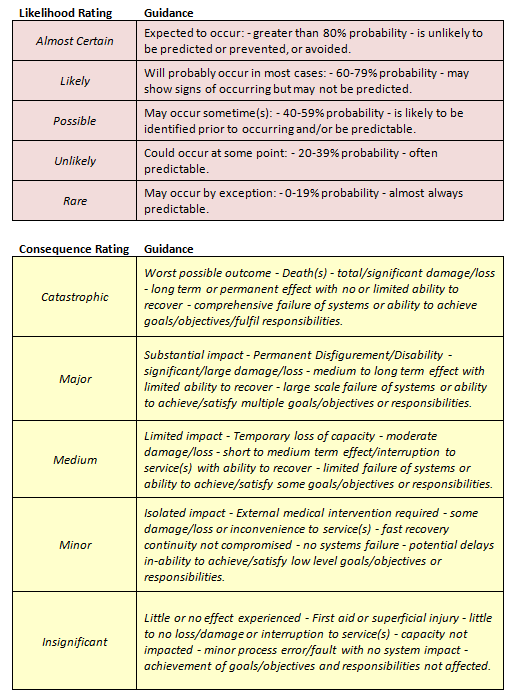 Likelihood Rating Guidance
Almost Certain
Expected to occur: - greater than 80% probability - is unlikely to
be predicted or prevented, or avoided.
Likely
Will probably occur in most cases: - 60-79% probability - may
show signs of occurring but may not be predicted.
Possible
May occur sometime(s): - 40-59% probability - is likely to be
identified prior to occurring and/or be predictable.
Unlikely
Could occur at some point: - 20-39% probability - often
predictable.
Rare
May occur by exception: - 0-19% probability - almost always
predictable.
Consequence Rating Guidance
Catastrophic
Worst possible outcome - Death(s) - total/significant damage/loss
- long term or permanent effect with no or limited ability to
recover - comprehensive failure of systems or ability to achieve
goals/objectives/fulfil responsibilities.
Major
Substantial impact - Permanent Disfigurement/Disability -
significant/large damage/loss - medium to long term effect with
limited ability to recover - large scale failure of systems or ability
to achieve/satisfy multiple goals/objectives or responsibilities.
Medium
Limited impact - Temporary loss of capacity - moderate
damage/loss - short to medium term effect/interruption to
service(s) with ability to recover - limited failure of systems or
ability to achieve/satisfy some goals/objectives or responsibilities.
Minor
Isolated impact - External medical intervention required - some
damage/loss or inconvenience to service(s) - fast recovery
continuity not compromised - no systems failure - potential delays
in-ability to achieve/satisfy low level goals/objectives or
responsibilities.
Insignificant
Little or no effect experienced - First aid or superficial injury - little
to no loss/damage or interruption to service(s) - capacity not
impacted - minor process error/fault with no system impact -
achievement of goals/objectives and responsibilities not affected.